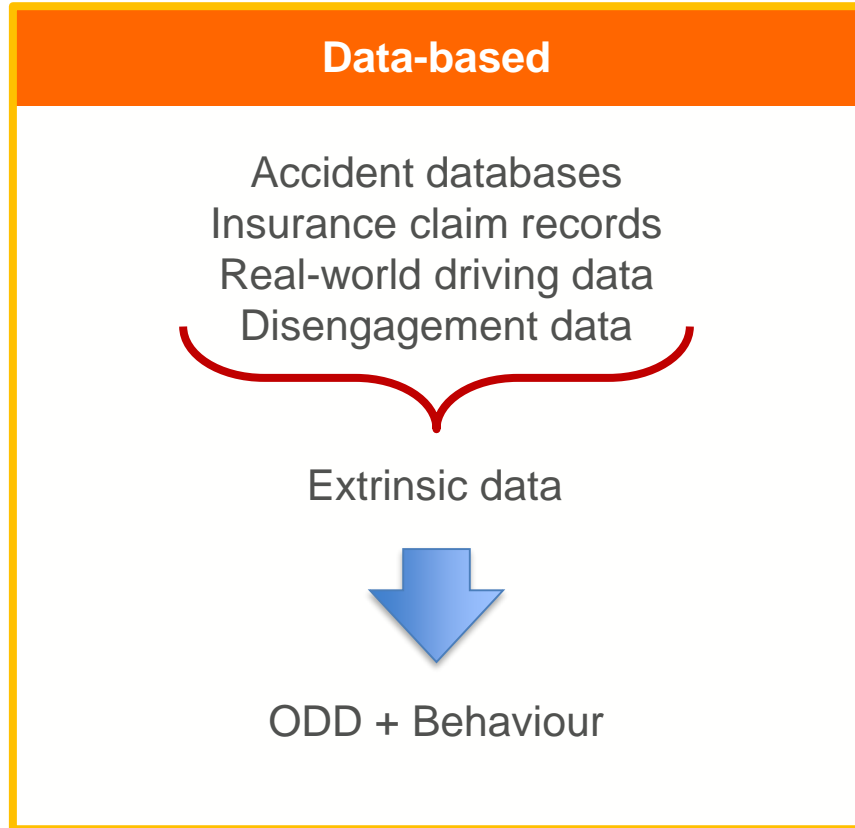 Data-based
Accident databases
Insurance claim records
Real-world driving data
Disengagement data
Extrinsic data
ODD + Behaviour